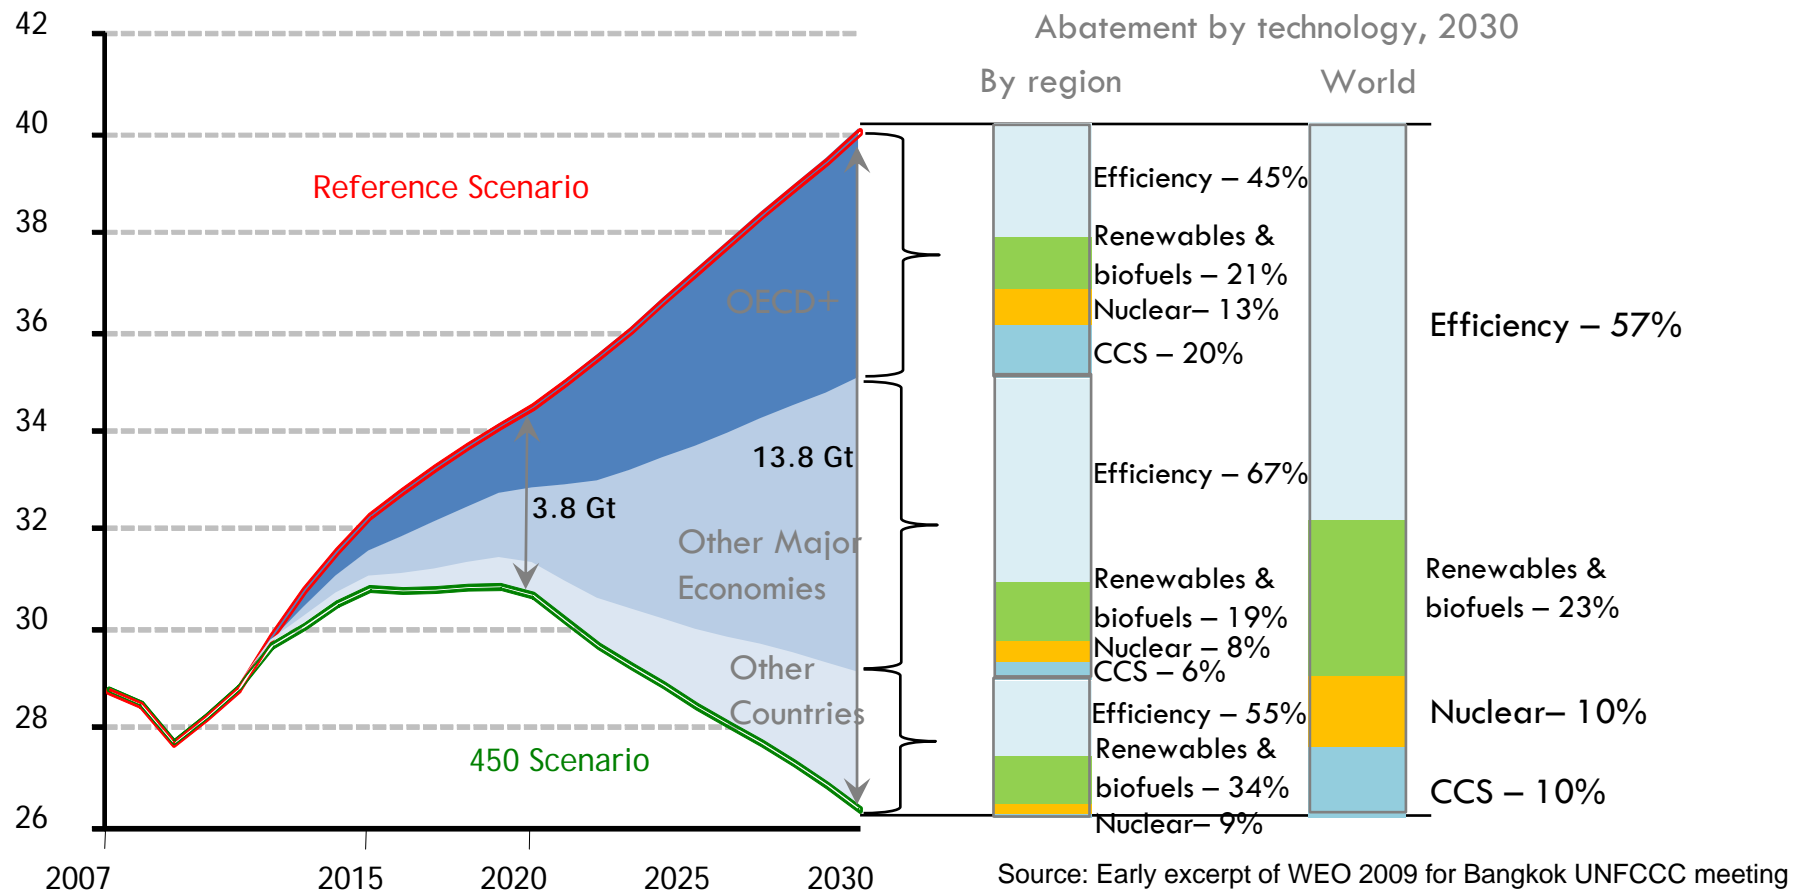 Abatement by technology, 2030
By region
World
42
40
38
36
34
32
30
28
26
2007
2015
2020
2025
2030
Reference Scenario
OECD+
13.8 Gt
3.8 Gt
Other Major
Economies
Other
Countries
450 Scenario
Efficiency – 45%
Renewables &
biofuels – 21%
Nuclear– 13%
CCS – 20%
Efficiency – 67%
Renewables &
biofuels – 19%
Nuclear – 8%
CCS – 6%
Efficiency – 55%
Renewables &
biofuels – 34%
Nuclear– 9%
Efficiency – 57%
Renewables &
biofuels – 23%
Nuclear– 10%
CCS – 10%
Source: Early excerpt of WEO 2009 for Bangkok UNFCCC meeting